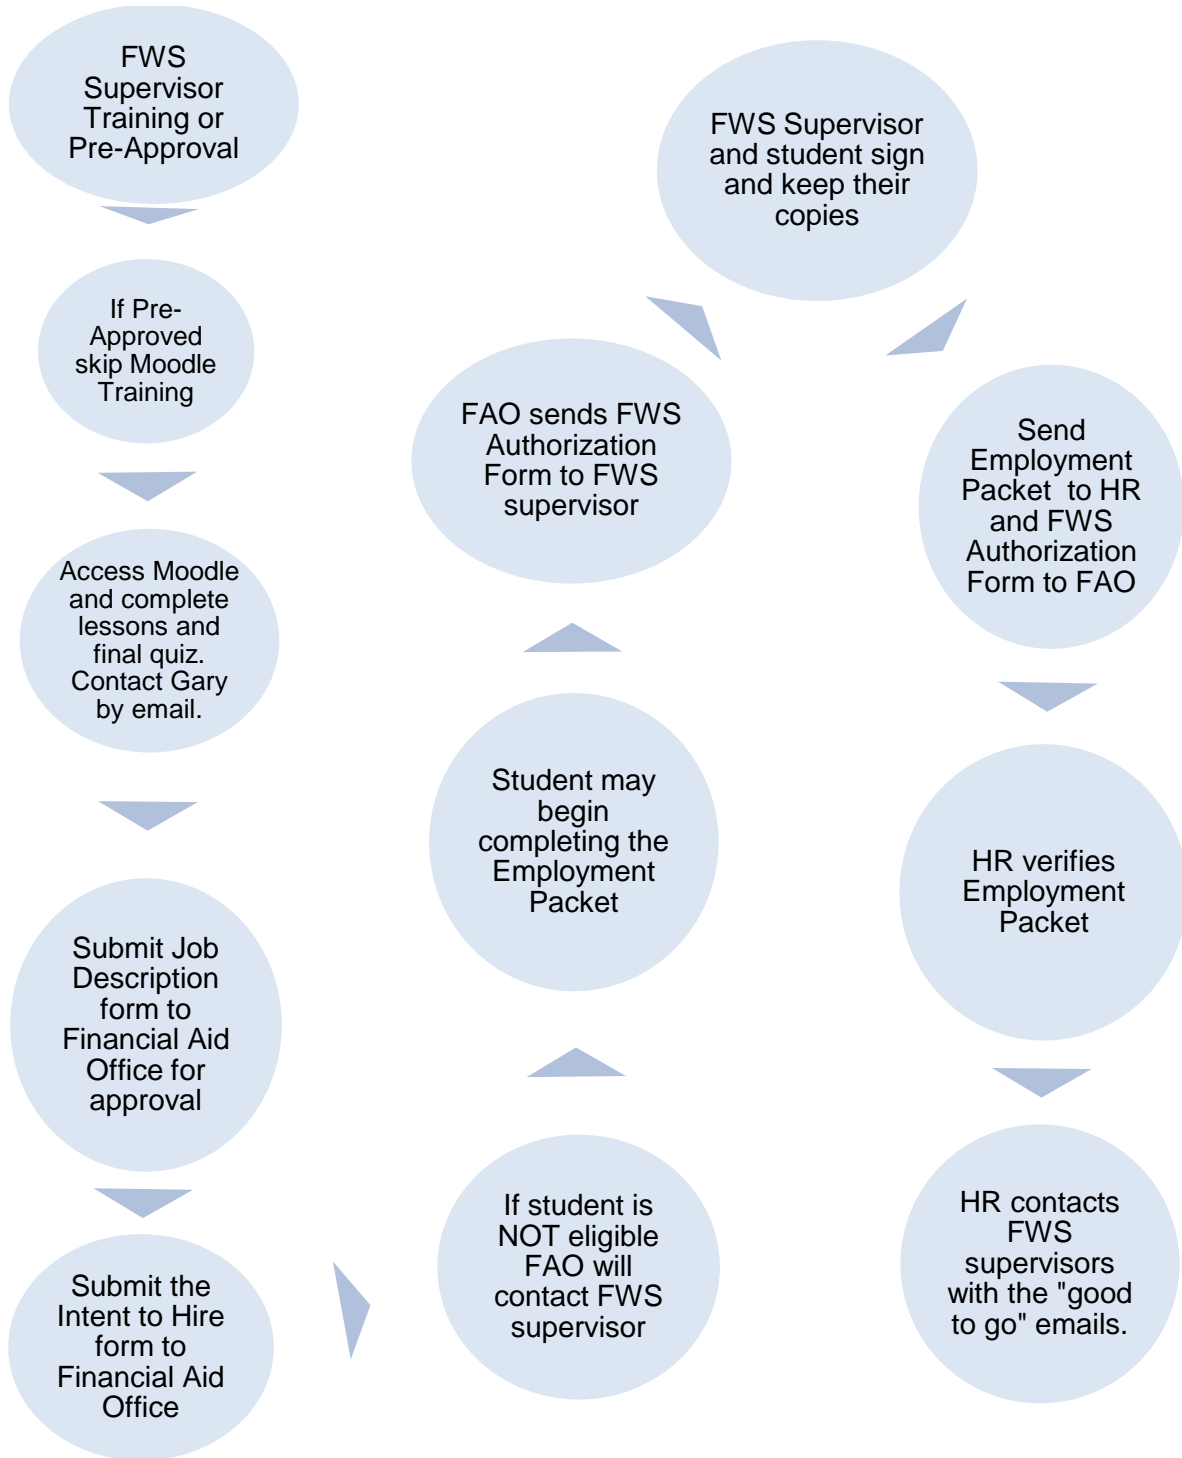 FWS
Supervisor
Training or
Pre-Approval
If Pre-
Approved
skip Moodle
Training
Access Moodle
and complete
lessons and
final quiz.
Contact Gary
by email.
Submit Job
Description
form to
Financial Aid
Office for
approval
Submit the
Intent to Hire
form to
Financial Aid
Office
If student is
NOT eligible
FAO will
contact FWS
supervisor
Student may
begin
completing the
Employment
Packet
FAO sends FWS
Authorization
Form to FWS
supervisor
FWS Supervisor
and student sign
and keep their
copies
Send
Employment
Packet to HR
and FWS
Authorization
Form to FAO
HR verifies
Employment
Packet
HR contacts
FWS
supervisors
with the "good
to go" emails.